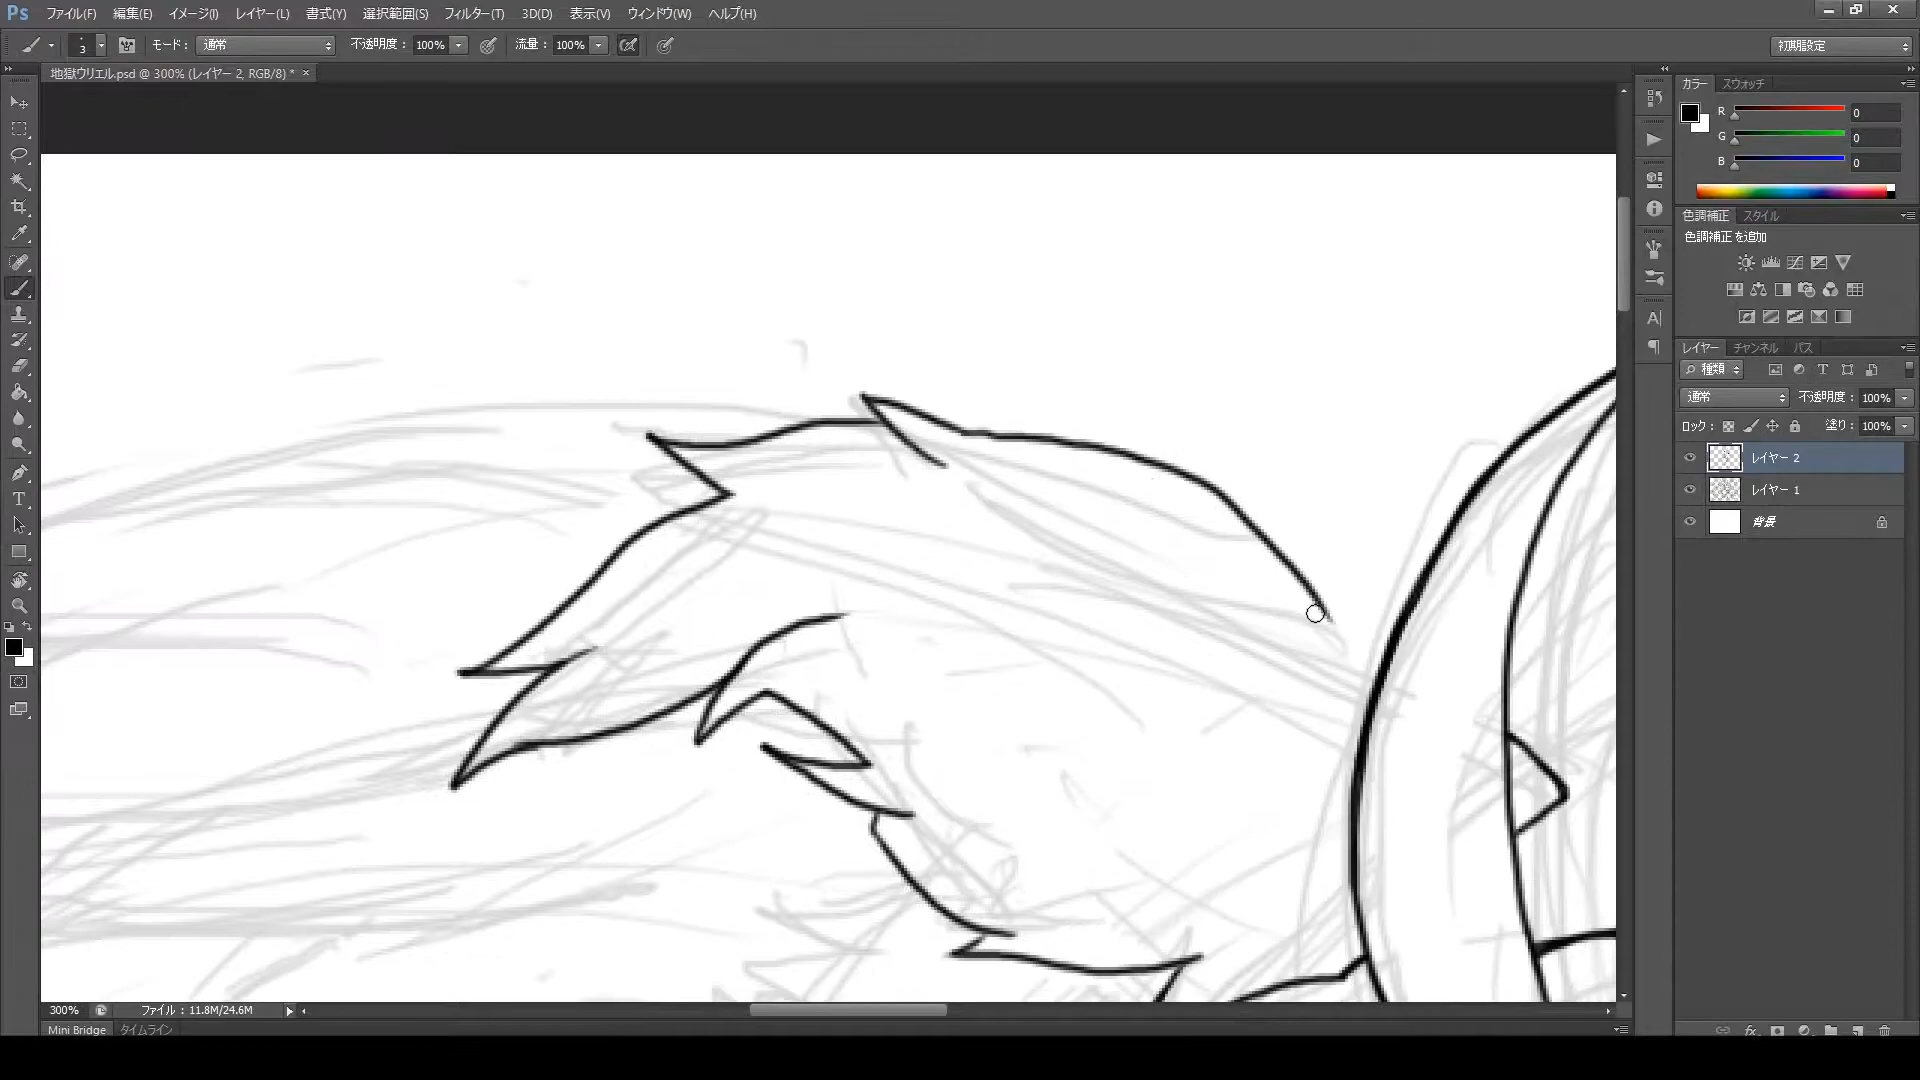 Ps ファイル(F) 編集(E) イメージ(I) レイヤー(L) 書式(Y) 選択範囲(S) フィルター(T) 3D(D) 表示(V) ウィンドウ(W) ヘルプ(H)
3 モード： 通常 不透明度： 100% 流量： 100% 初期設定
地獄ウリエル.psd @ 300% (レイヤー 2, RGB/8) * ×
カラー スウォッチ
R 0
G 0
B 0
色調補正 スタイル
色調補正を追加
レイヤー チャンネル パス
種類
通常 不透明度： 100%
ロック： 塗り： 100%
レイヤー 2
レイヤー 1
背景
300% ファイル：11.8M/24.6M
Mini Bridge タイムライン